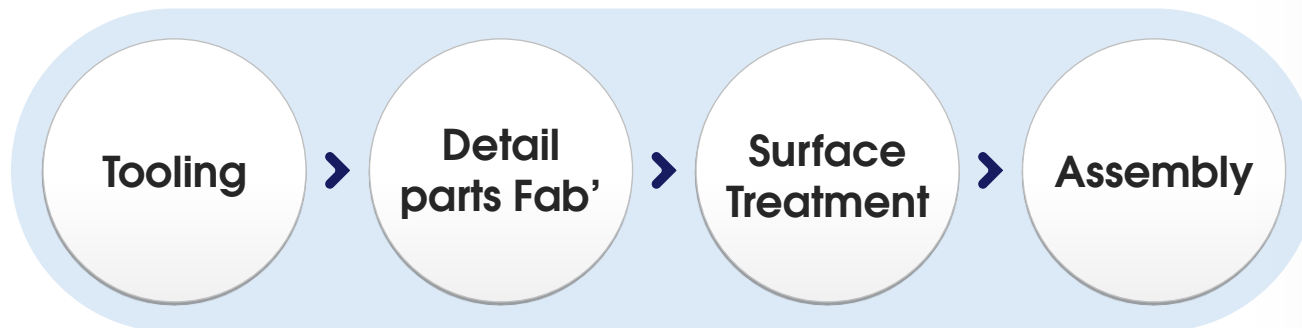 Tooling
Detail
parts Fab’
Surface
Treatment
Assembly